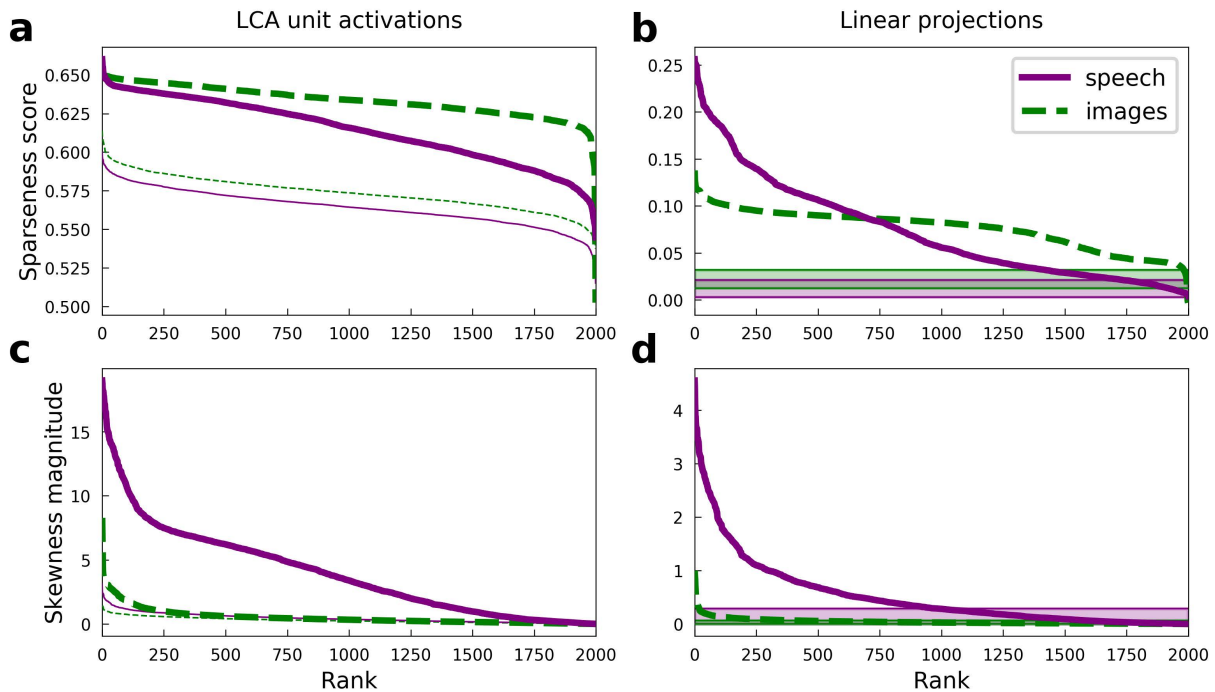 a
LCA unit activations
b
Linear projections
Sparseness score
0.650
0.625
0.600
0.575
0.550
0.525
0.500
0 250 500 750 1000 1250 1500 1750 2000
0.25
0.20
0.15
0.10
0.05
0.00
0 250 500 750 1000 1250 1500 1750 2000
speech
images
c
d
Skewness magnitude
15
10
5
0
0 250 500 750 1000 1250 1500 1750 2000
Rank
4
3
2
1
0
0 250 500 750 1000 1250 1500 1750 2000
Rank